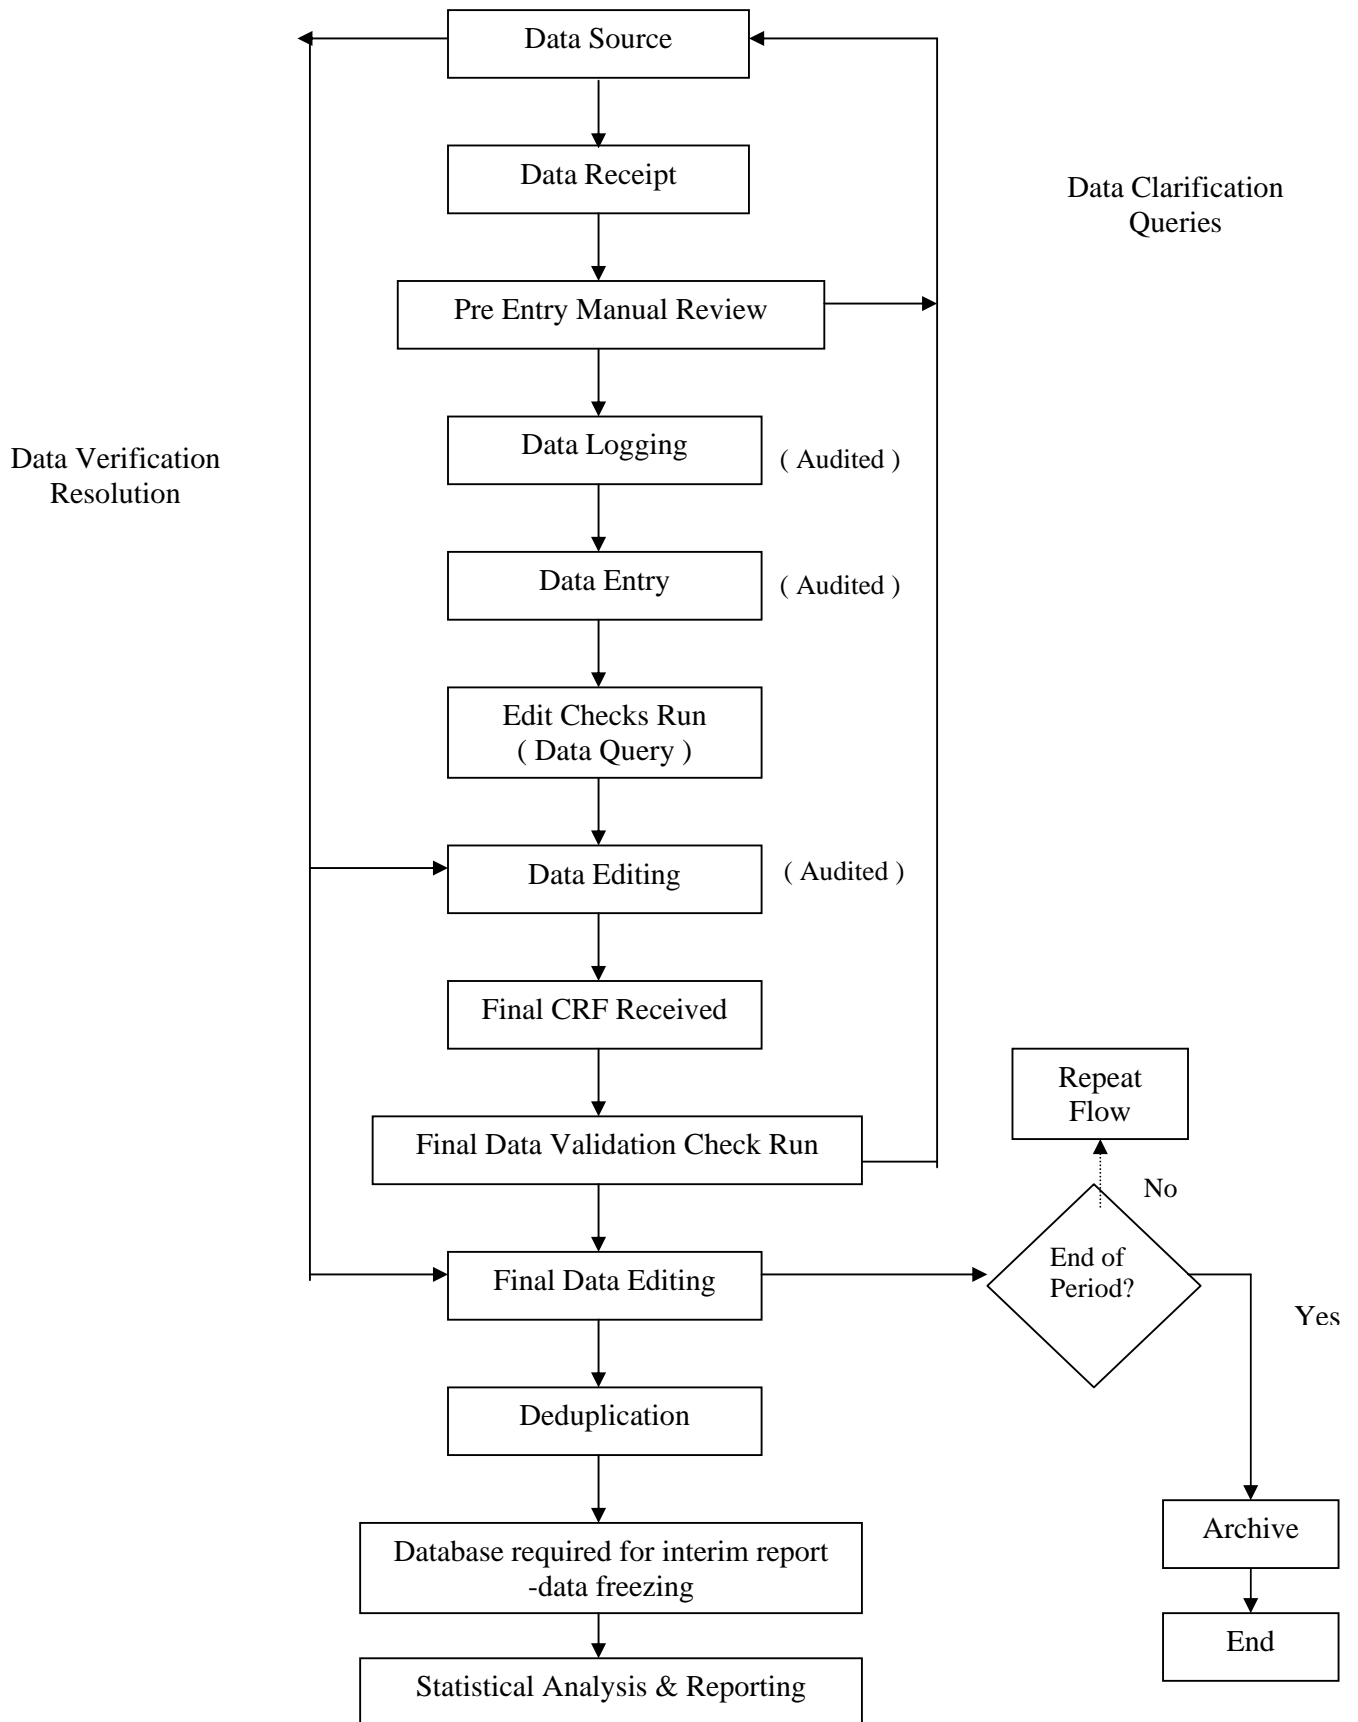 Data Source
Data Receipt
Data Clarification
Queries
Pre Entry Manual Review
Data Logging
( Audited )
Data Verification
Resolution
Data Entry
( Audited )
Edit Checks Run
( Data Query )
Data Editing
( Audited )
Final CRF Received
Repeat
Flow
Final Data Validation Check Run
No
Final Data Editing
End of
Period?
Yes
Deduplication
Database required for interim report
-data freezing
Archive
End
Statistical Analysis & Reporting